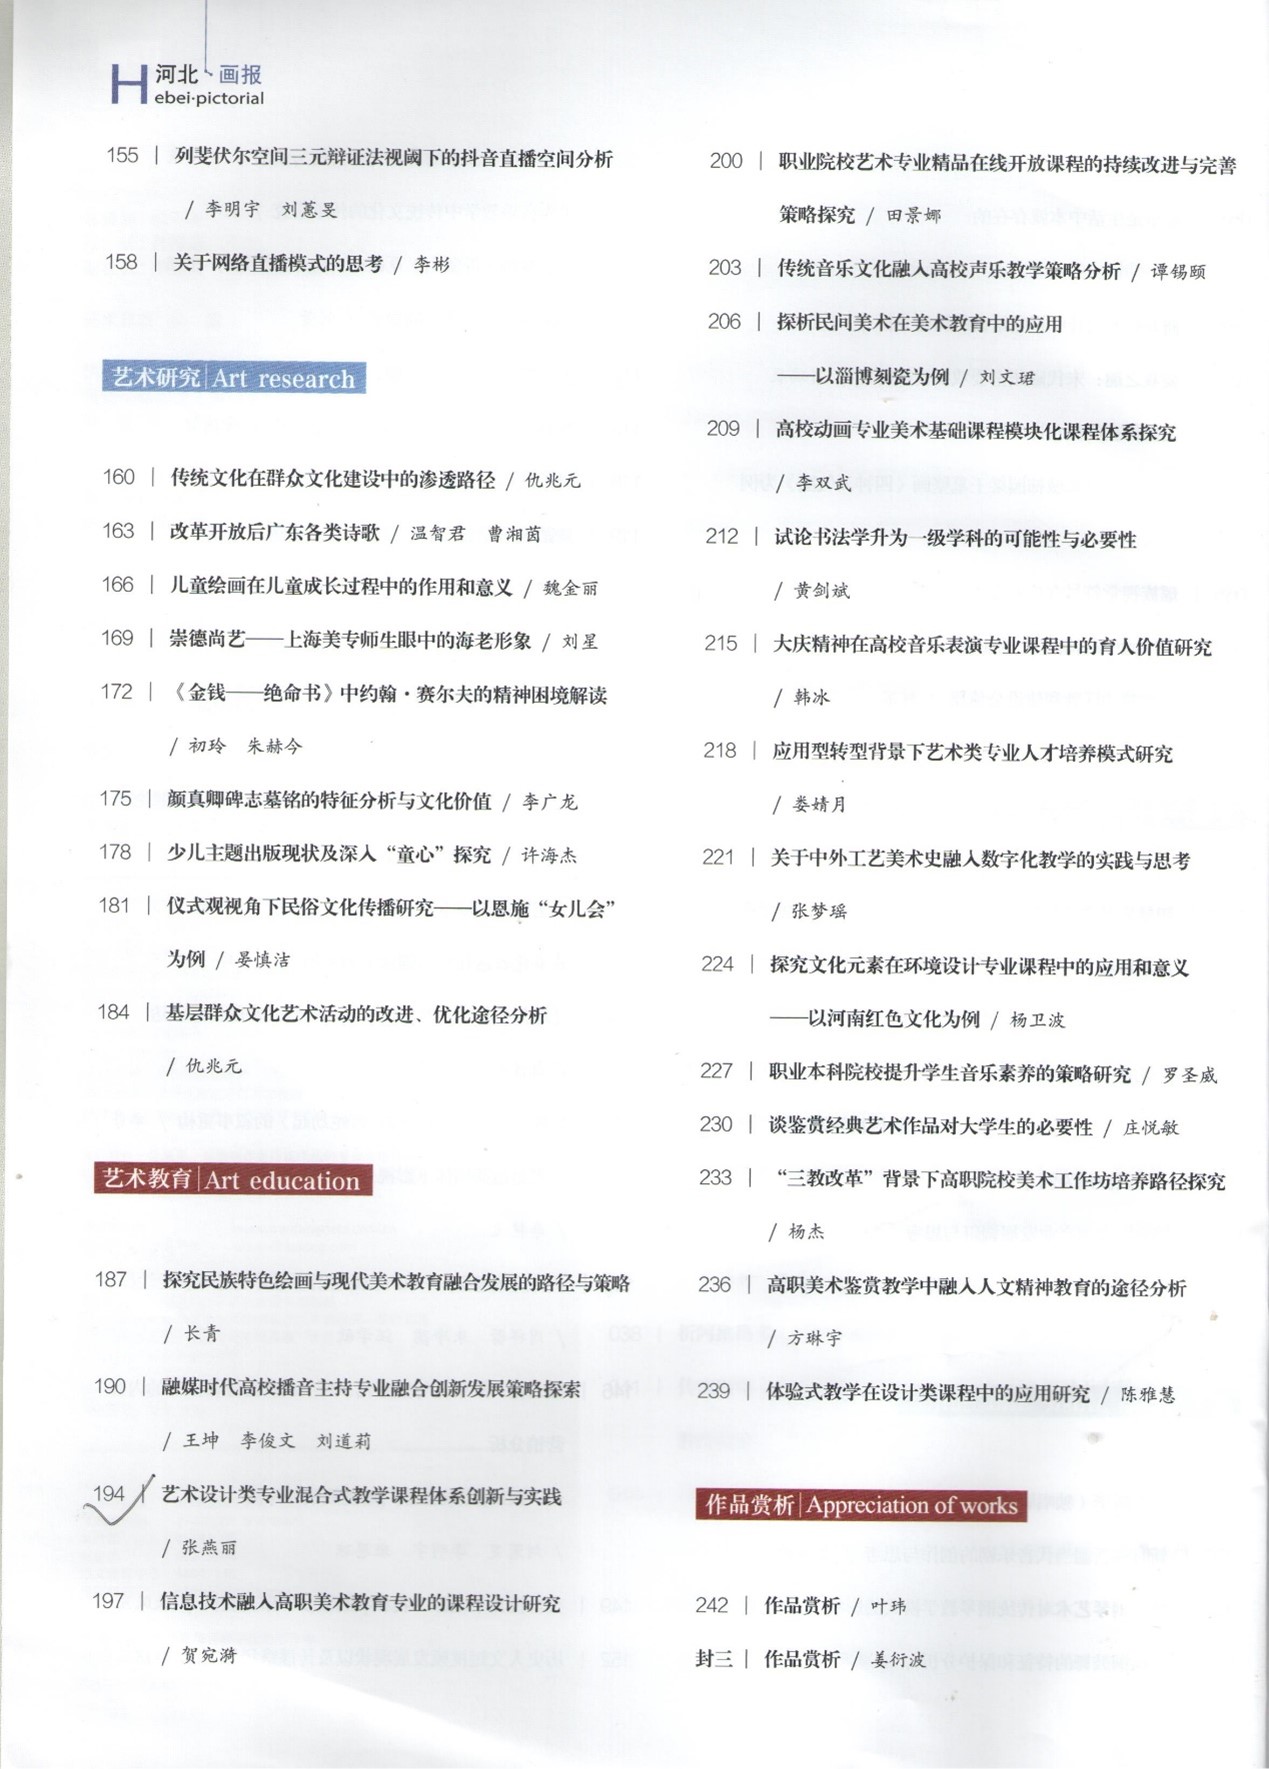 河北·画报
Hebei·pictorial
155 | 列斐伏尔空间三元辩证法视阈下的抖音直播空间分析
/ 李明宇 刘蕙旻
158 | 关于网络直播模式的思考 / 李彬
艺术研究|Art research
160 | 传统文化在群众文化建设中的渗透路径 / 仇兆元
163 | 改革开放后广东各类诗歌 / 温智君 曹湘茵
166 | 儿童绘画在儿童成长过程中的作用和意义 / 魏金丽
169 | 崇德尚艺——上海美专师生眼中的海老形象 / 刘星
172 | 《金钱——绝命书》中约翰·赛尔夫的精神困境解读
/ 初玲 朱赫今
175 | 颜真卿碑志墓铭的特征分析与文化价值 / 李广龙
178 | 少儿主题出版现状及深入“童心”探究 / 许海杰
181 | 仪式观视角下民俗文化传播研究——以恩施“女儿会”
为例 / 晏慎洁
184 | 基层群众文化艺术活动的改进、优化途径分析
/ 仇兆元
艺术教育|Art education
187 | 探究民族特色绘画与现代美术教育融合发展的路径与策略
/ 长青
190 | 融媒时代高校播音主持专业融合创新发展策略探索
/ 王坤 李俊文 刘道莉
194 | 艺术设计类专业混合式教学课程体系创新与实践
/ 张燕丽
197 | 信息技术融入高职美术教育专业的课程设计研究
/ 贺宛漪
200 | 职业院校艺术专业精品在线开放课程的持续改进与完善
策略探究 / 田景娜
203 | 传统音乐文化融入高校声乐教学策略分析 / 谭锡颐
206 | 探析民间美术在美术教育中的应用
——以淄博刻瓷为例 / 刘文珺
209 | 高校动画专业美术基础课程模块化课程体系探究
/ 李双武
212 | 试论书法学升为一级学科的可能性与必要性
/ 黄剑斌
215 | 大庆精神在高校音乐表演专业课程中的育人价值研究
/ 韩冰
218 | 应用型转型背景下艺术类专业人才培养模式研究
/ 娄婧月
221 | 关于中外工艺美术史融入数字化教学的实践与思考
/ 张梦瑶
224 | 探究文化元素在环境设计专业课程中的应用和意义
——以河南红色文化为例 / 杨卫波
227 | 职业本科院校提升学生音乐素养的策略研究 / 罗圣威
230 | 谈鉴赏经典艺术作品对大学生的必要性 / 庄悦敏
233 | “三教改革”背景下高职院校美术工作坊培养路径探究
/ 杨杰
236 | 高职美术鉴赏教学中融入人文精神教育的途径分析
/ 方琳宇
239 | 体验式教学在设计类课程中的应用研究 / 陈雅慧
作品赏析|Appreciation of works
242 | 作品赏析 / 叶玮
封三 | 作品赏析 / 姜衍波